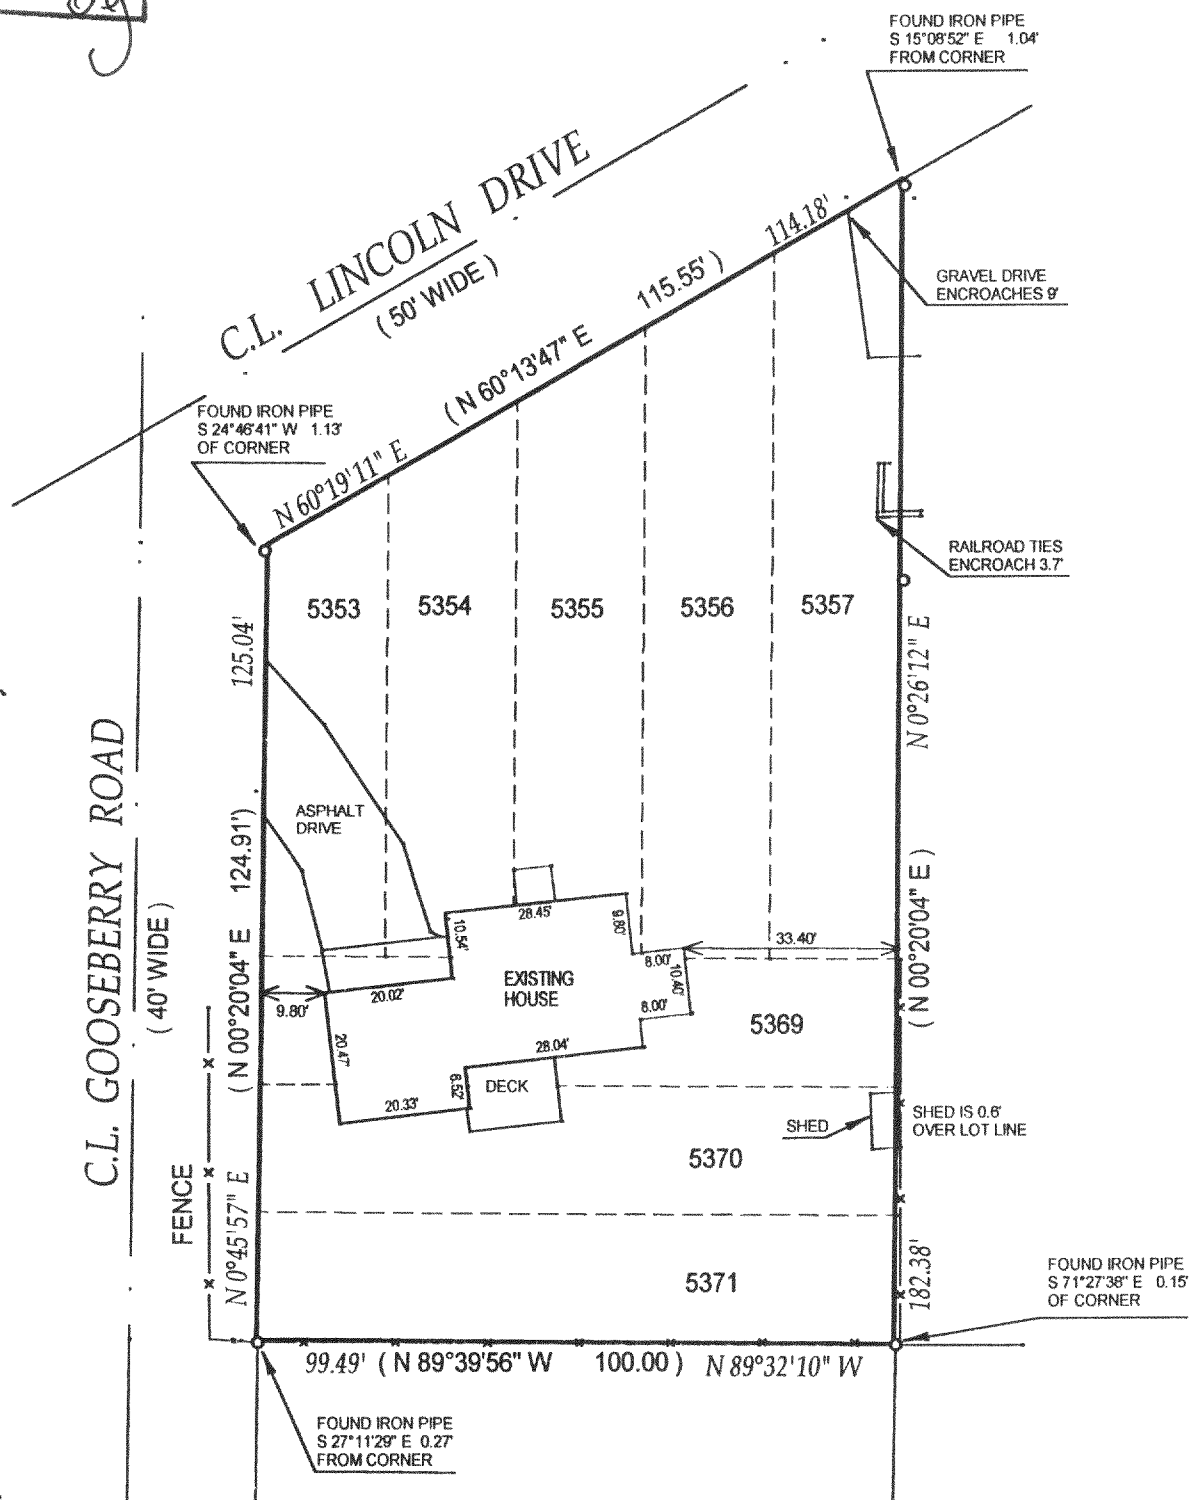 FOUND IRON PIPE
S 15°08'52" E 1.04'
FROM CORNER
C.L. LINCOLN DRIVE
( 50' WIDE )
114.18'
115.55' )
( N 60°13'47" E
N 60°19'11" E
GRAVEL DRIVE
ENCROACHES 9'
FOUND IRON PIPE
S 24°46'41" W 1.13'
OF CORNER
RAILROAD TIES
ENCROACH 3.7'
5353
5354
5355
5356
5357
125.04'
N 0°26'12" E
ASPHALT
DRIVE
124.91')
( N 00°20'04" E
( N 00°20'04" E )
C.L. GOOSEBERRY ROAD
( 40' WIDE )
28.45'
9.80'
10.54'
33.40'
8.00'
10.40'
EXISTING
HOUSE
20.02'
9.80'
8.00'
5369
20.47'
28.04'
DECK
8.52'
20.33'
SHED
SHED IS 0.6'
OVER LOT LINE
5370
FENCE
N 0°45'57" E
5371
182.38'
FOUND IRON PIPE
S 71°27'38" E 0.15'
OF CORNER
99.49' ( N 89°39'56" W 100.00 ) N 89°32'10" W
FOUND IRON PIPE
S 27°11'29" E 0.27'
FROM CORNER